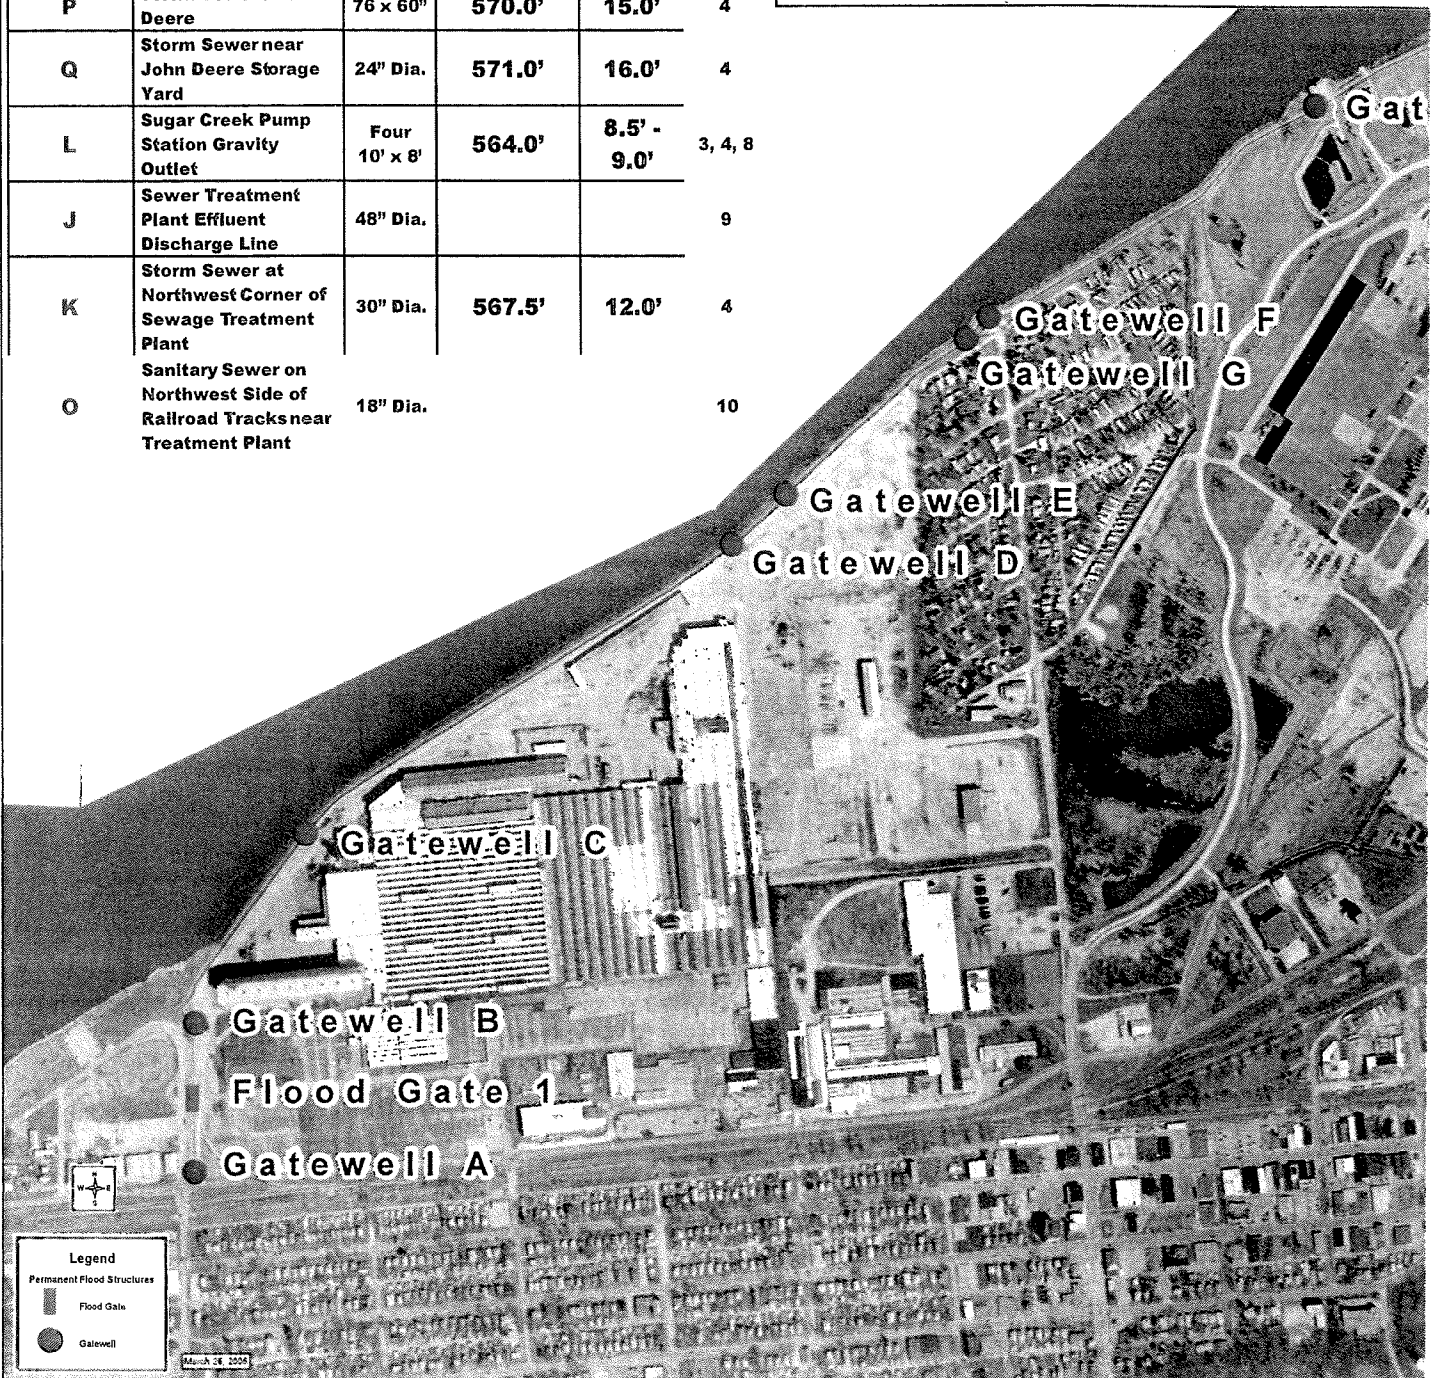 P
Deere
76 x 60"
570.0'
15.0'
4
Q
Storm Sewer near
John Deere Storage
Yard
24" Dia.
571.0'
16.0'
4
L
Sugar Creek Pump
Station Gravity
Outlet
Four
10' x 8'
564.0'
8.5' -
9.0'
3, 4, 8
J
Sewer Treatment
Plant Effluent
Discharge Line
48" Dia.
9
K
Storm Sewer at
Northwest Corner of
Sewage Treatment
Plant
30" Dia.
567.5'
12.0'
4
O
Sanitary Sewer on
Northwest Side of
Railroad Tracks near
Treatment Plant
18" Dia.
10
Gat
Gatewell F
Gatewell G
Gatewell E
Gatewell D
Gatewell C
Gatewell B
Flood Gate 1
Gatewell A
N
W E
S
Legend
Permanent Flood Structures
Flood Gate
Gatewell